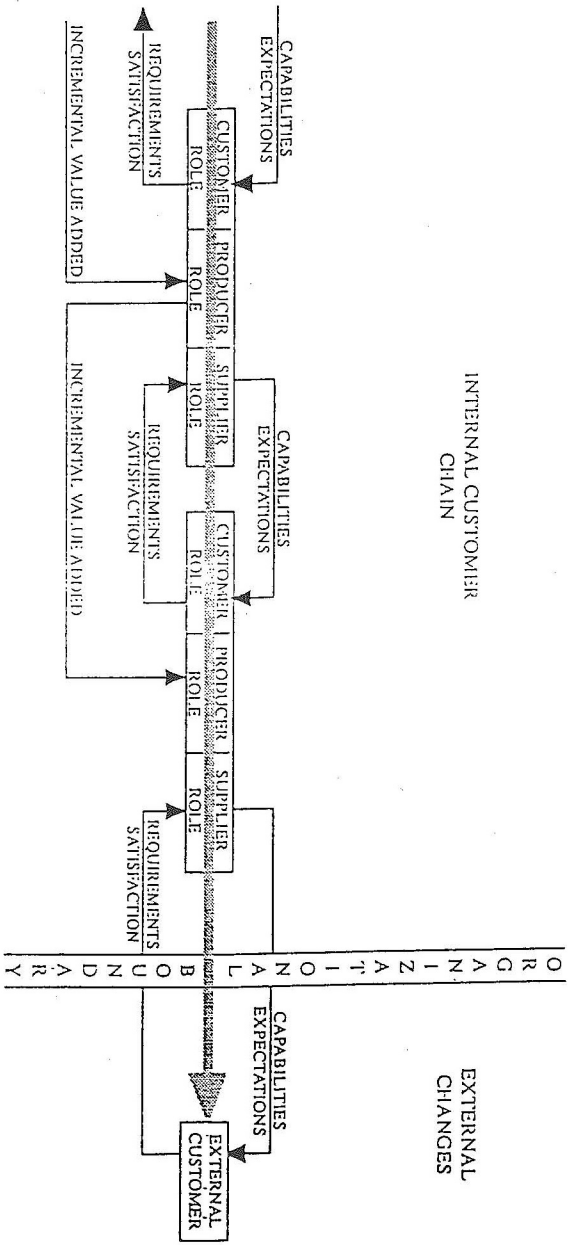 INTERNAL CUSTOMER
CHAIN
EXTERNAL
CHANGES
ORGANIZATIONAL BOUNDARY
CAPABILITIES
EXPECTATIONS
CAPABILITIES
EXPECTATIONS
CAPABILITIES
EXPECTATIONS
CUSTOMER
ROLE
PRODUCER
ROLE
SUPPLIER
ROLE
CUSTOMER
ROLE
PRODUCER
ROLE
SUPPLIER
ROLE
EXTERNAL
CUSTOMER
REQUIREMENTS
SATISFACTION
REQUIREMENTS
SATISFACTION
REQUIREMENTS
SATISFACTION
INCREMENTAL VALUE ADDED
INCREMENTAL VALUE ADDED